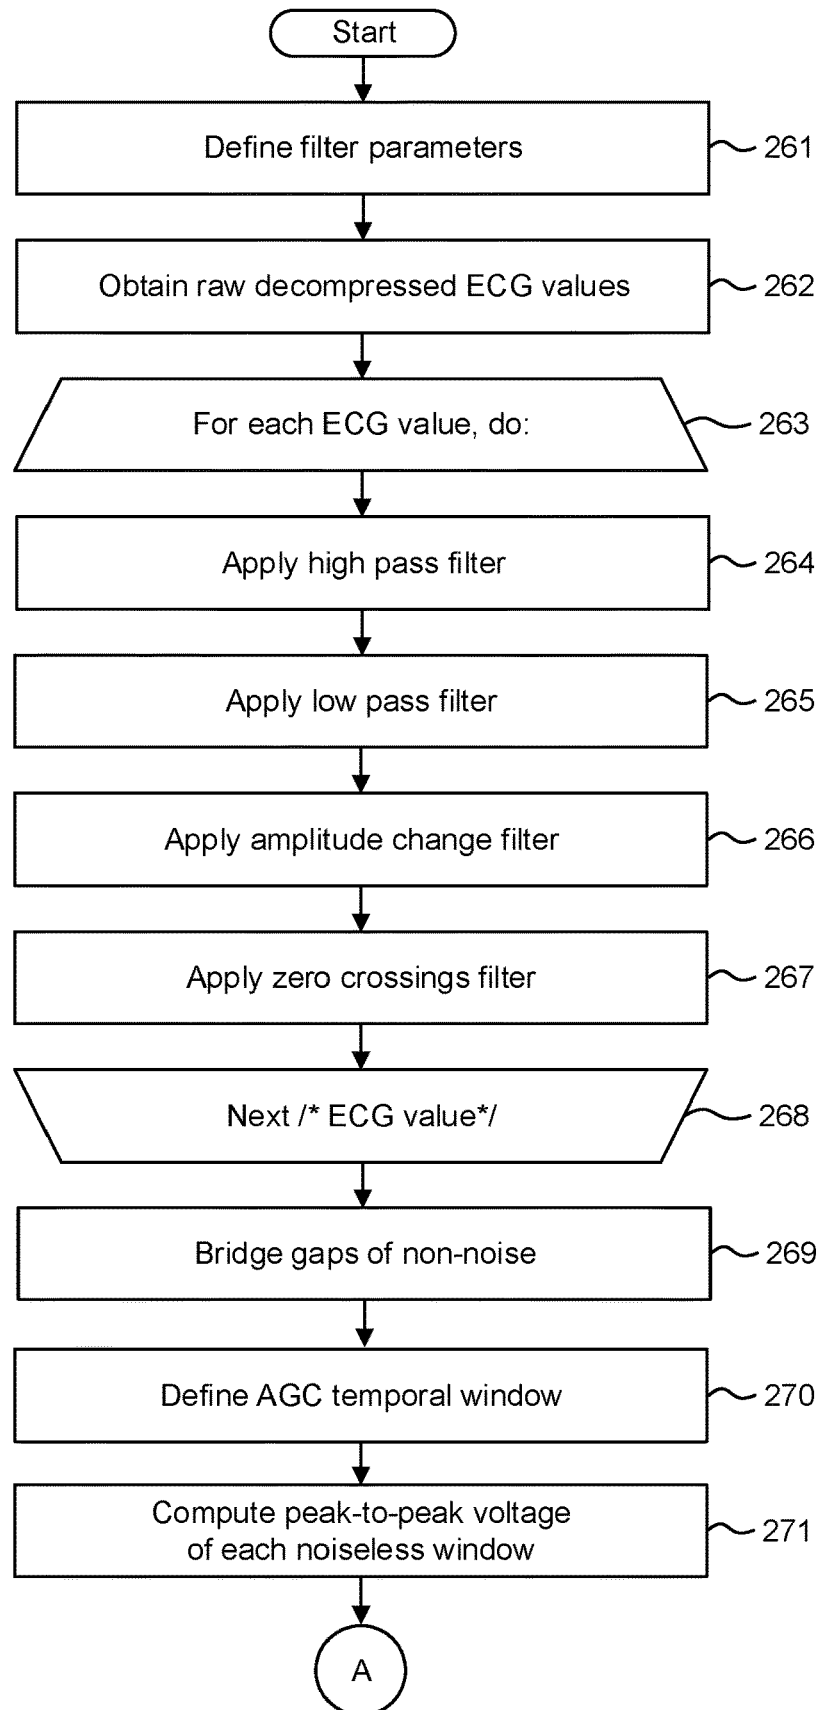 Start
Define filter parameters
261
Obtain raw decompressed ECG values
262
For each ECG value, do:
263
Apply high pass filter
264
Apply low pass filter
265
Apply amplitude change filter
266
Apply zero crossings filter
267
Next /* ECG value*/
268
Bridge gaps of non-noise
269
Define AGC temporal window
270
Compute peak-to-peak voltage
of each noiseless window
271
A